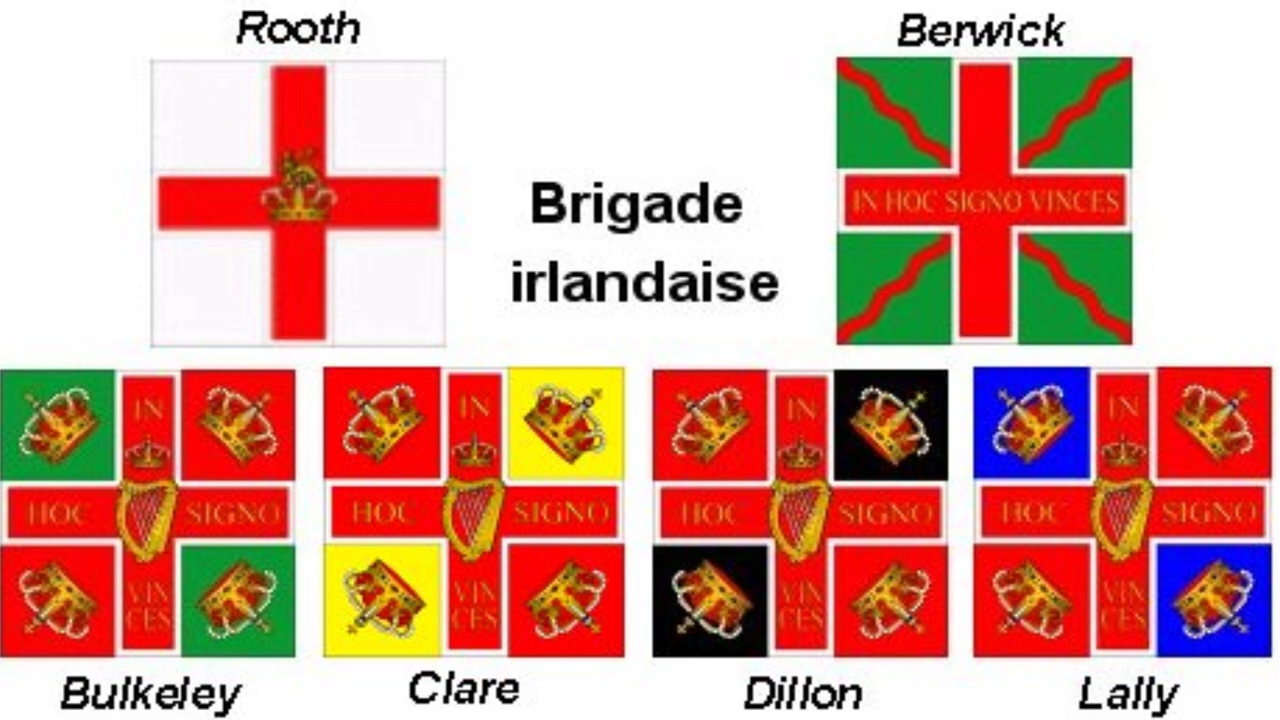 Rooth
Berwick
Brigade
irlandaise
IN HOC SIGNO VINCES
IN
HOC SIGNO
VIN
CES
IN
HOC SIGNO
VIN
CES
IN
HOC SIGNO
VIN
CES
IN
HOC SIGNO
VIN
CES
Bulkeley
Clare
Dillon
Lally